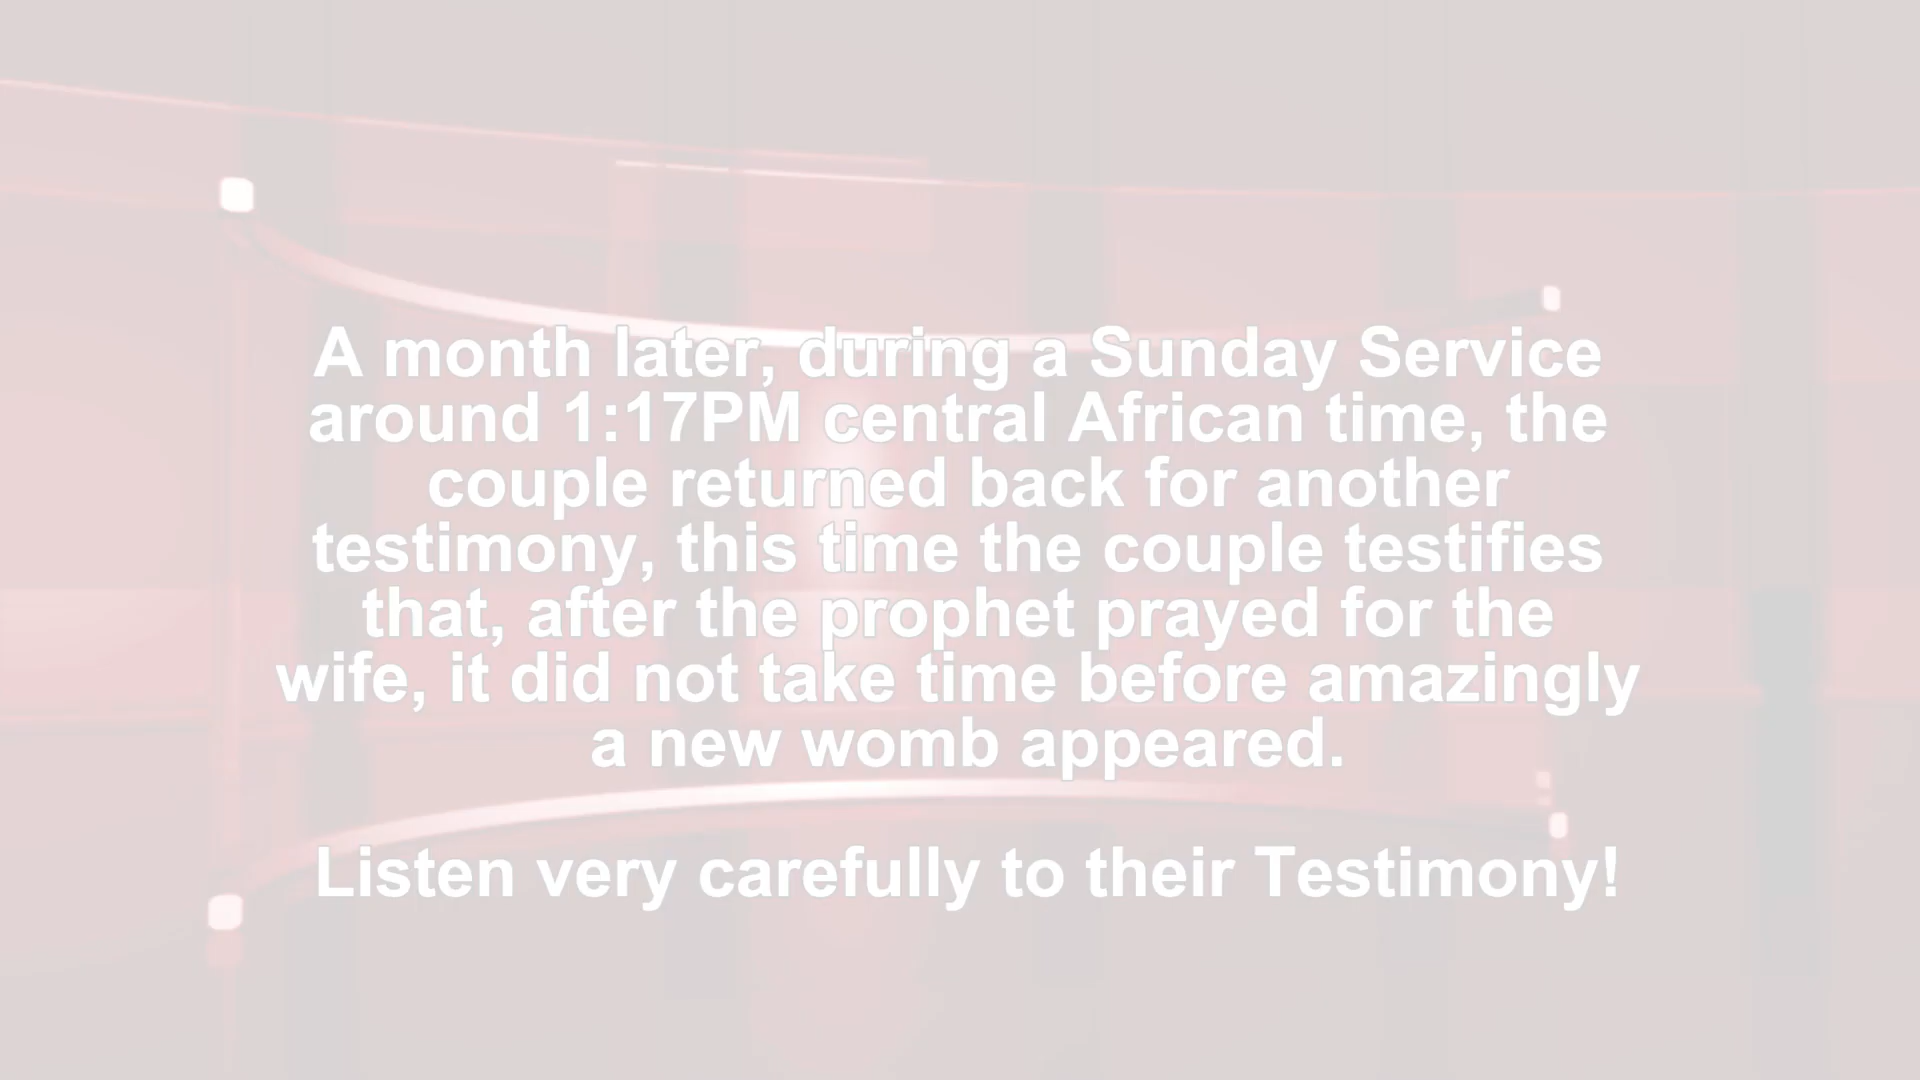 A month later, during a Sunday Service
around 1:17PM central African time, the
couple returned back for another
testimony, this time the couple testifies
that, after the prophet prayed for the
wife, it did not take time before amazingly
a new womb appeared.
Listen very carefully to their Testimony!